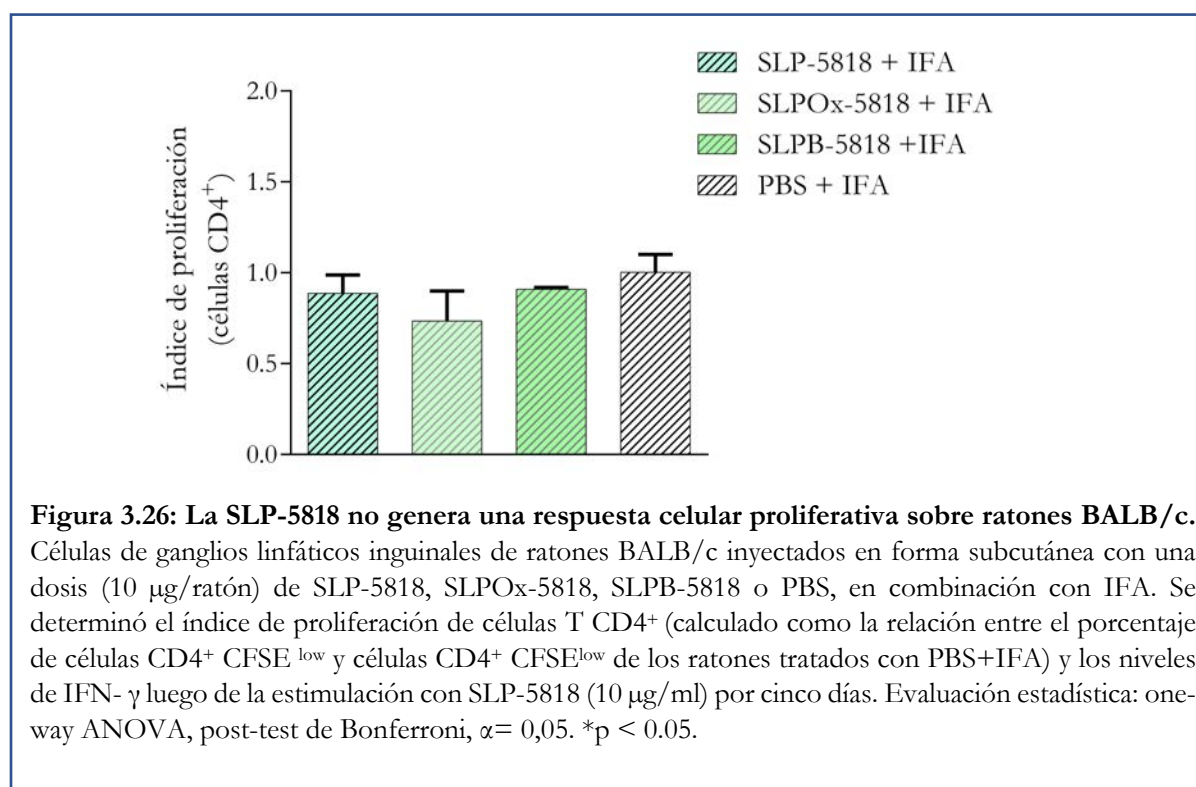 SLP-5818 + IFA
SLPOx-5818 + IFA
SLPB-5818 +IFA
PBS + IFA
Índice de proliferación
(células CD4⁺)
2.0
1.5
1.0
0.5
0.0
Figura 3.26: La SLP-5818 no genera una respuesta celular proliferativa sobre ratones BALB/c.
Células de ganglios linfáticos inguinales de ratones BALB/c inyectados en forma subcutánea con una
dosis (10 μg/ratón) de SLP-5818, SLPOx-5818, SLPB-5818 o PBS, en combinación con IFA. Se
determinó el índice de proliferación de células T CD4⁺ (calculado como la relación entre el porcentaje
de células CD4⁺ CFSE ˡᵒʷ y células CD4⁺ CFSEˡᵒʷ de los ratones tratados con PBS+IFA) y los niveles
de IFN- γ luego de la estimulación con SLP-5818 (10 μg/ml) por cinco días. Evaluación estadística: one-
way ANOVA, post-test de Bonferroni, α= 0,05. *p < 0.05.